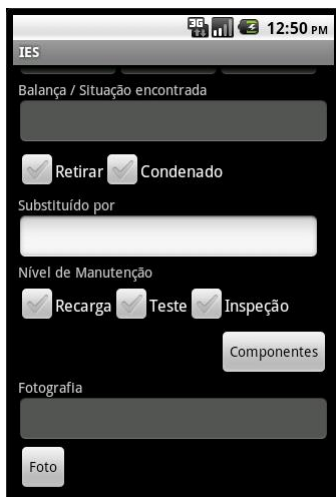 3G 12:50 PM
IES
Balança / Situação encontrada
Retirar Condenado
Substituído por
Nível de Manutenção
Recarga Teste Inspeção
Componentes
Fotografia
Foto